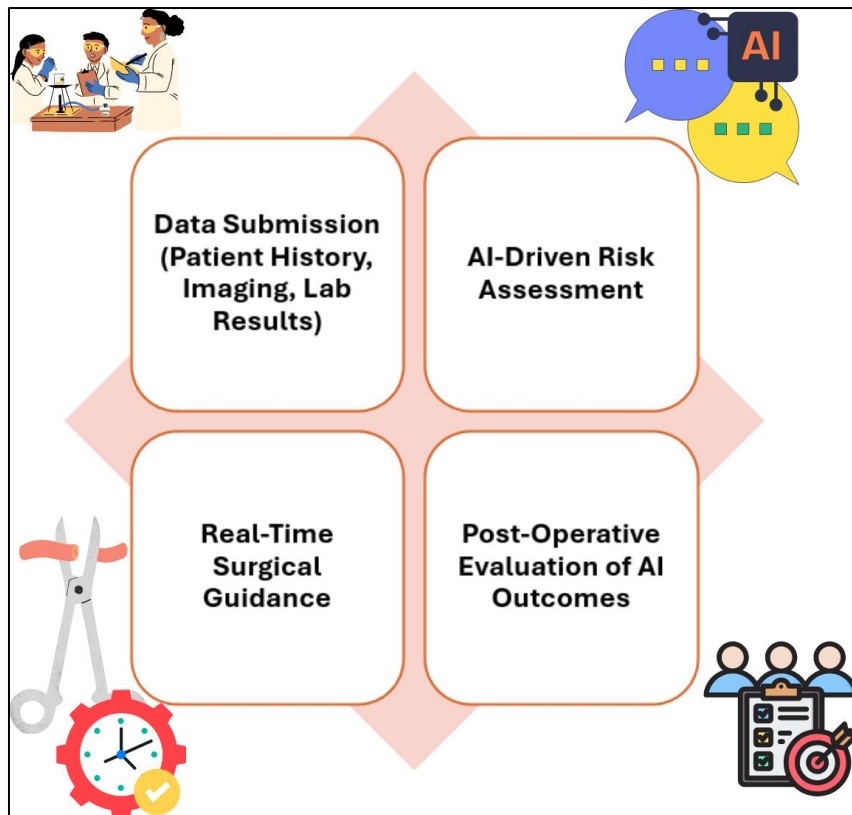 AI
Data Submission
(Patient History,
Imaging, Lab
Results)
AI-Driven Risk
Assessment
Real-Time
Surgical
Guidance
Post-Operative
Evaluation of AI
Outcomes